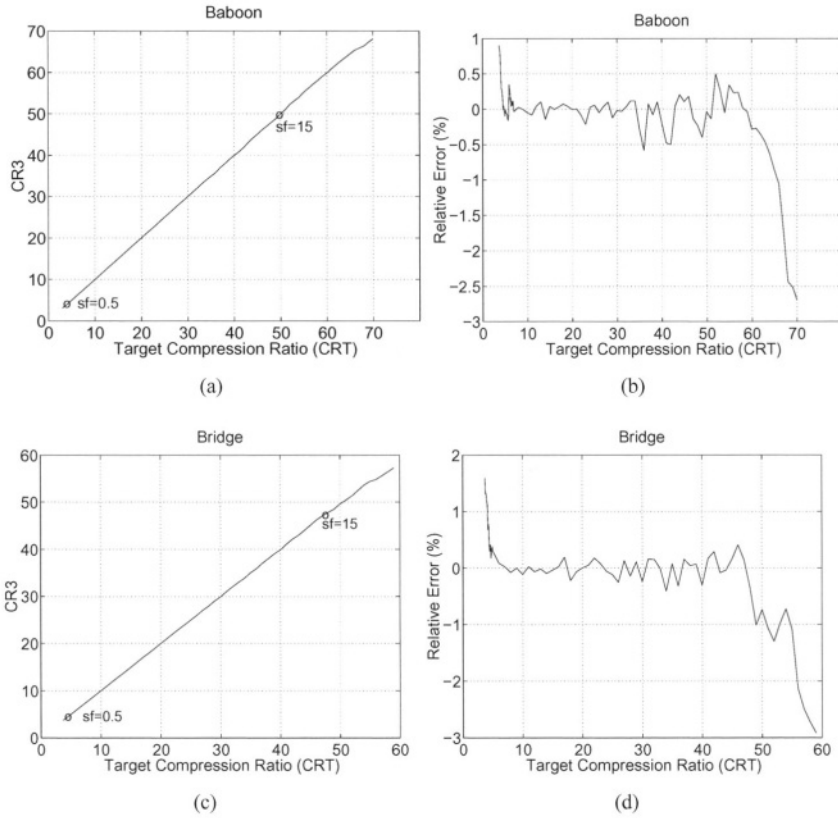 Baboon
70
60
50
40
30
20
10
0
CR3
sf=15
sf=0.5
0 10 20 30 40 50 60 70
Target Compression Ratio (CRT)
(a)
Baboon
1
0.5
0
−0.5
−1
−1.5
−2
−2.5
−3
Relative Error (%)
0 10 20 30 40 50 60 70
Target Compression Ratio (CRT)
(b)
Bridge
60
50
40
30
20
10
0
CR3
sf=15
sf=0.5
0 10 20 30 40 50 60
Target Compression Ratio (CRT)
(c)
Bridge
2
1
0
−1
−2
−3
Relative Error (%)
0 10 20 30 40 50 60
Target Compression Ratio (CRT)
(d)